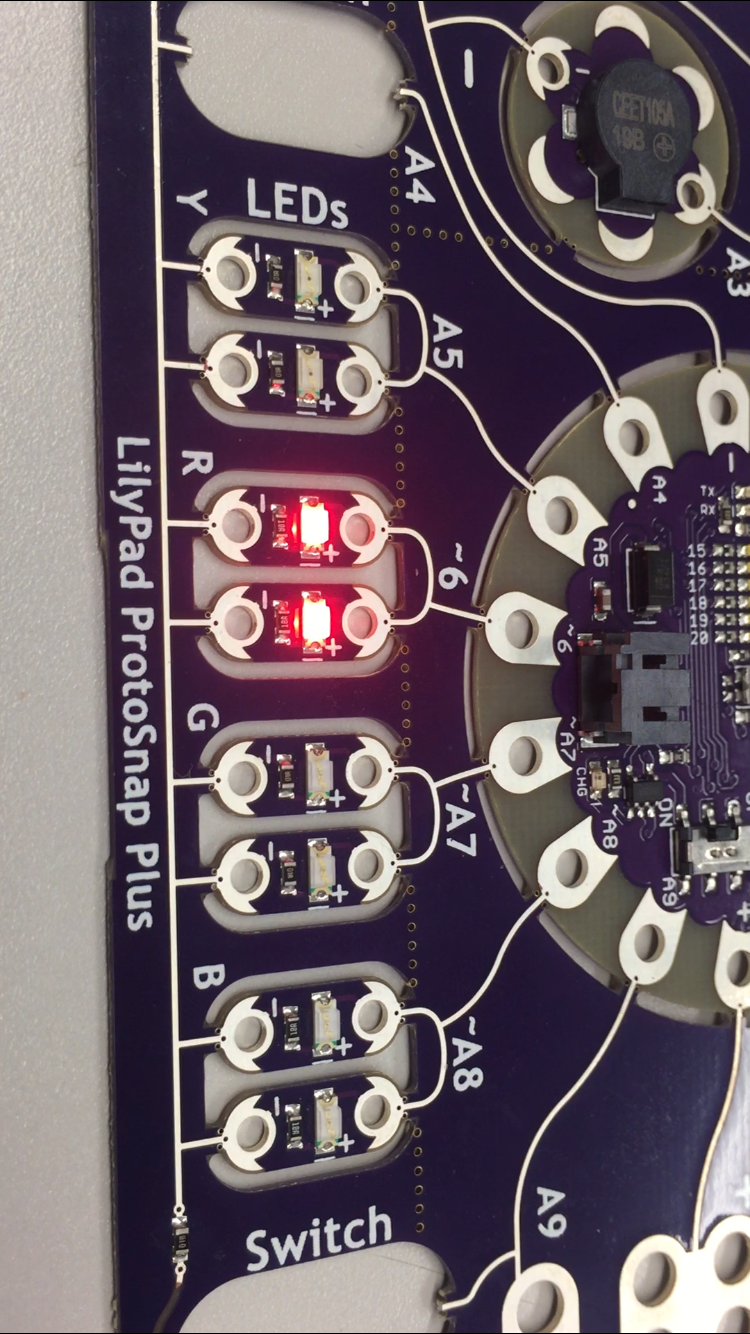 A4
LEDs
Y
A5
R
~6
G
~A7
B
~A8
A9
Switch
LilyPad ProtoSnap Plus
CEET105A
19B
A3
A4
A5
~6
~A7
~A8
A9
CHG
ON
TX
RX
15
16
17
18
19
20